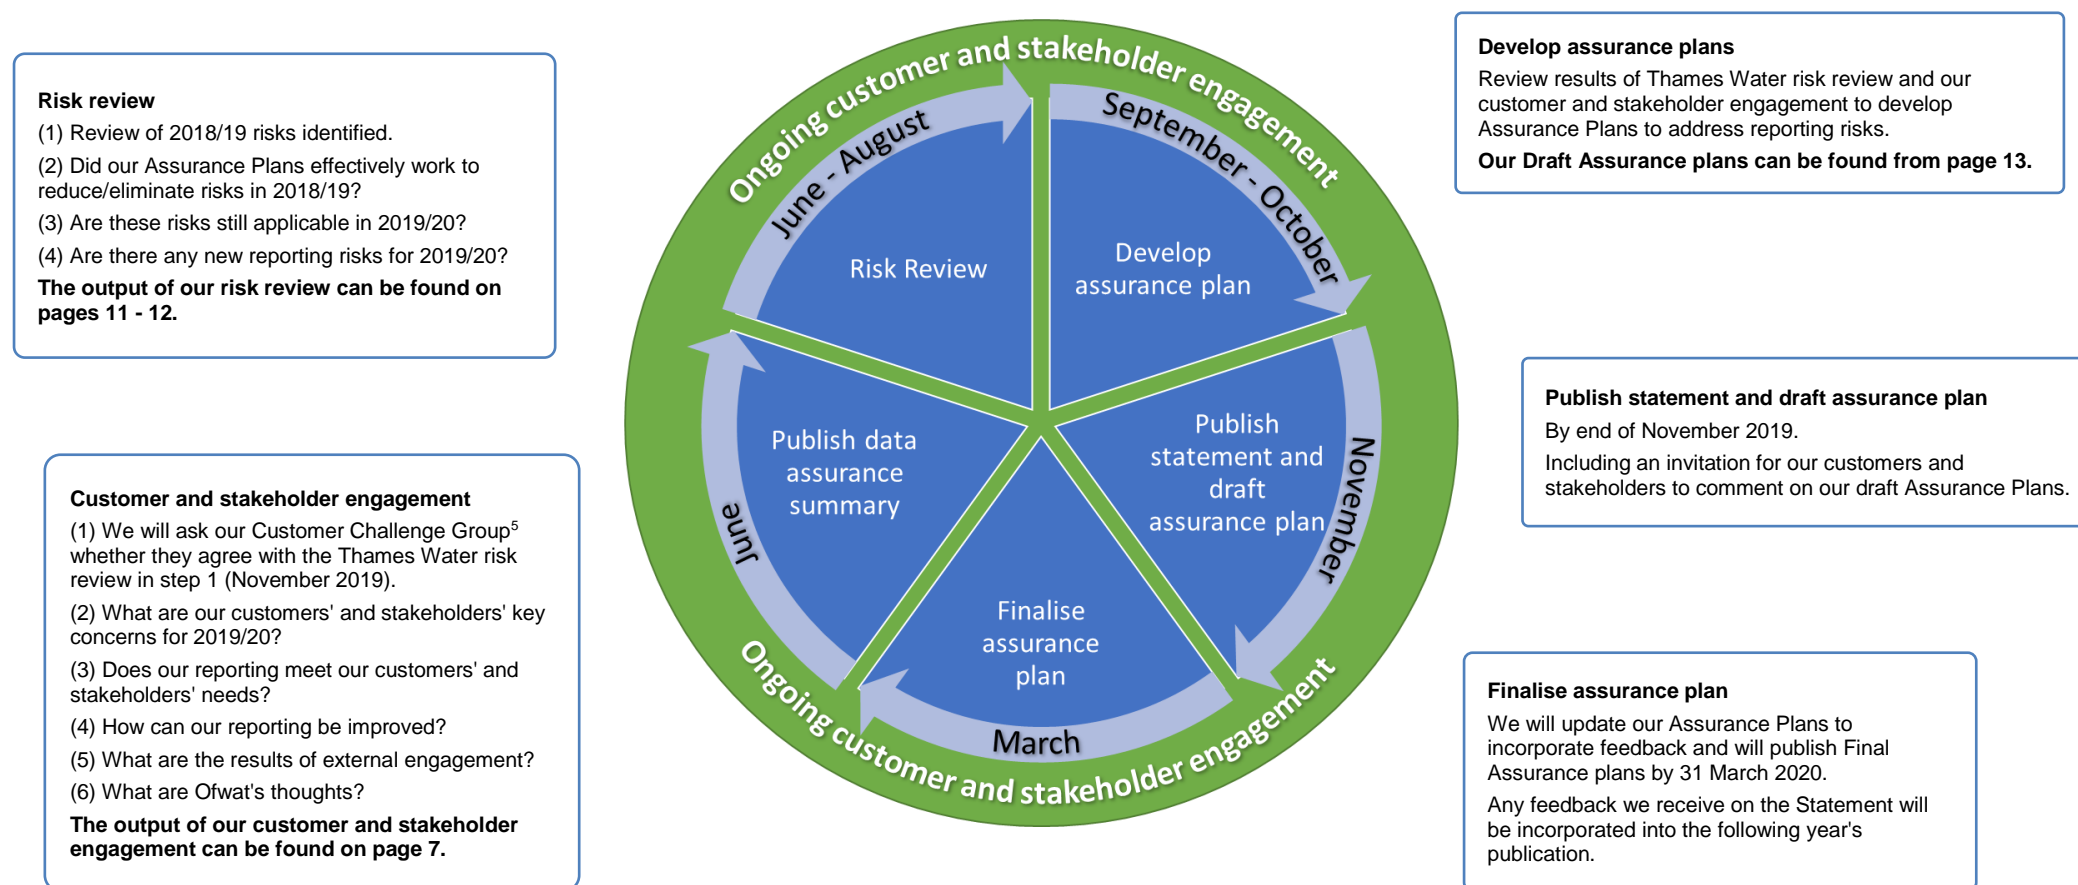 Risk review
(1) Review of 2018/19 risks identified.
(2) Did our Assurance Plans effectively work to
reduce/eliminate risks in 2018/19?
(3) Are these risks still applicable in 2019/20?
(4) Are there any new reporting risks for 2019/20?
The output of our risk review can be found on
pages 11 - 12.
Customer and stakeholder engagement
(1) We will ask our Customer Challenge Group5
whether they agree with the Thames Water risk
review in step 1 (November 2019).
(2) What are our customers' and stakeholders' key
concerns for 2019/20?
(3) Does our reporting meet our customers' and
stakeholders' needs?
(4) How can our reporting be improved?
(5) What are the results of external engagement?
(6) What are Ofwat's thoughts?
The output of our customer and stakeholder
engagement can be found on page 7.
Ongoing customer and stakeholder engagement
June - August
September - October
Risk Review
Develop
assurance plan
Publish data
assurance
summary
Publish
statement and
draft
assurance plan
November
June
Finalise
assurance
plan
March
Ongoing customer and stakeholder engagement
Develop assurance plans
Review results of Thames Water risk review and our
customer and stakeholder engagement to develop
Assurance Plans to address reporting risks.
Our Draft Assurance plans can be found from page 13.
Publish statement and draft assurance plan
By end of November 2019.
Including an invitation for our customers and
stakeholders to comment on our draft Assurance Plans.
Finalise assurance plan
We will update our Assurance Plans to
incorporate feedback and will publish Final
Assurance plans by 31 March 2020.
Any feedback we receive on the Statement will
be incorporated into the following year's
publication.